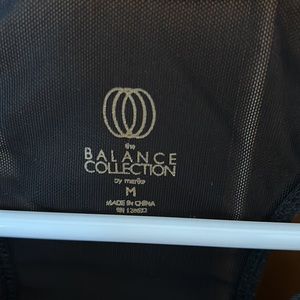 the
BALANCE
COLLECTION
by marika
M
MADE IN CHINA